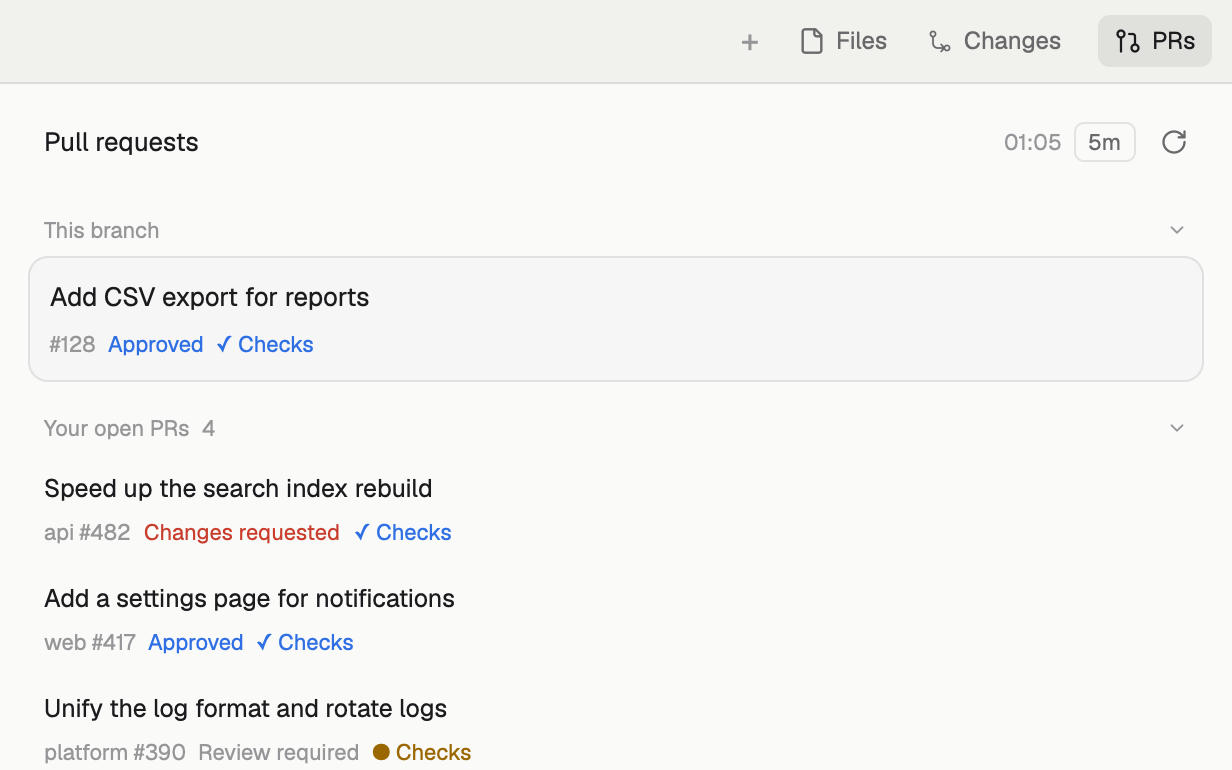 + Files Changes PRs
Pull requests 01:05 5m
This branch
Add CSV export for reports
#128 Approved ✓ Checks
Your open PRs 4
Speed up the search index rebuild
api #482 Changes requested ✓ Checks
Add a settings page for notifications
web #417 Approved ✓ Checks
Unify the log format and rotate logs
platform #390 Review required ● Checks